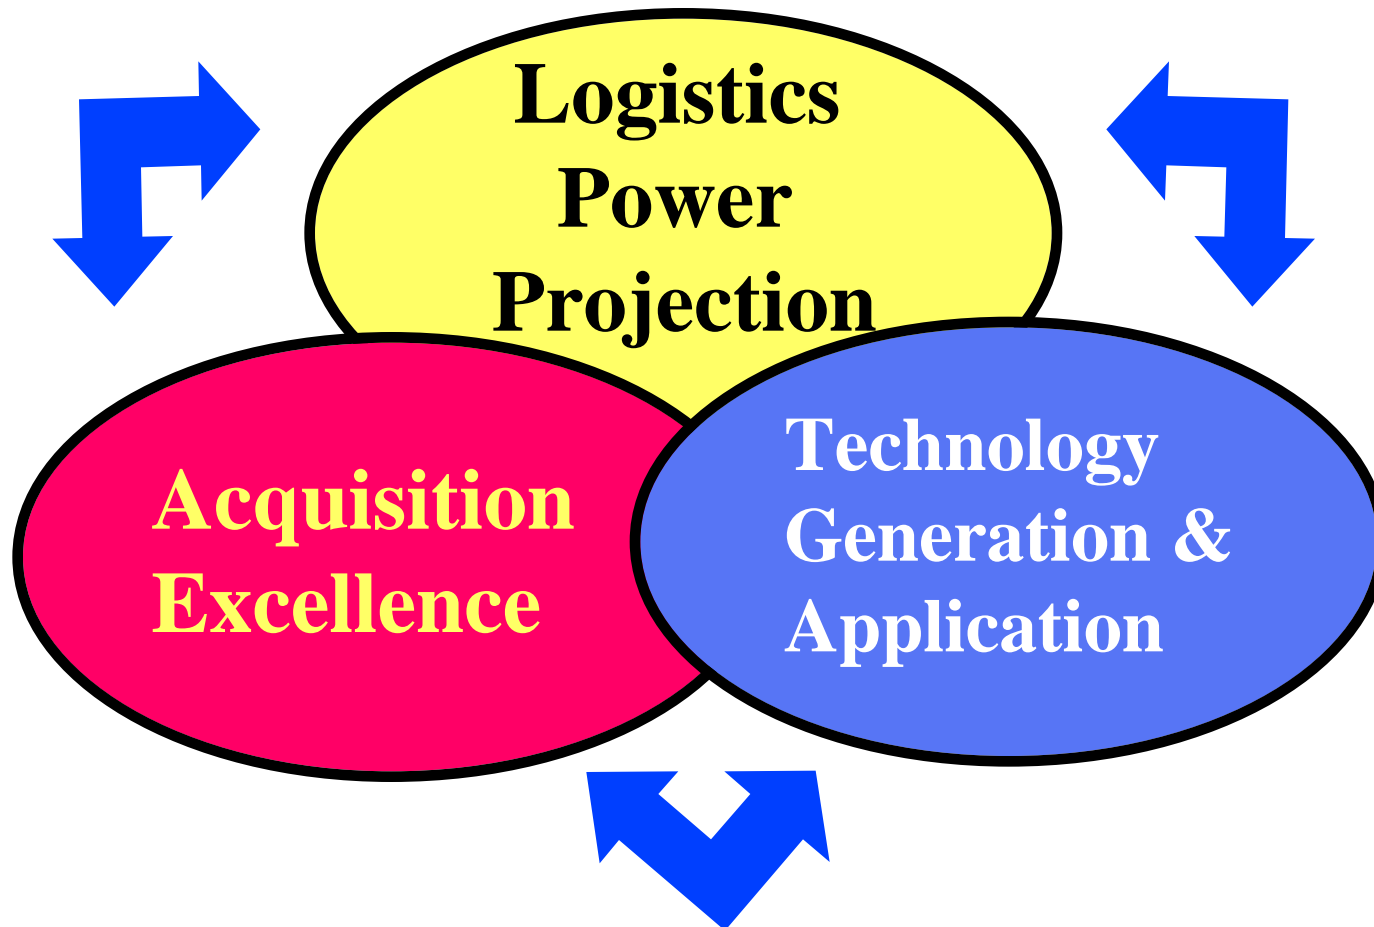 Logistics
Power
Projection
Acquisition
Excellence
Technology
Generation &
Application